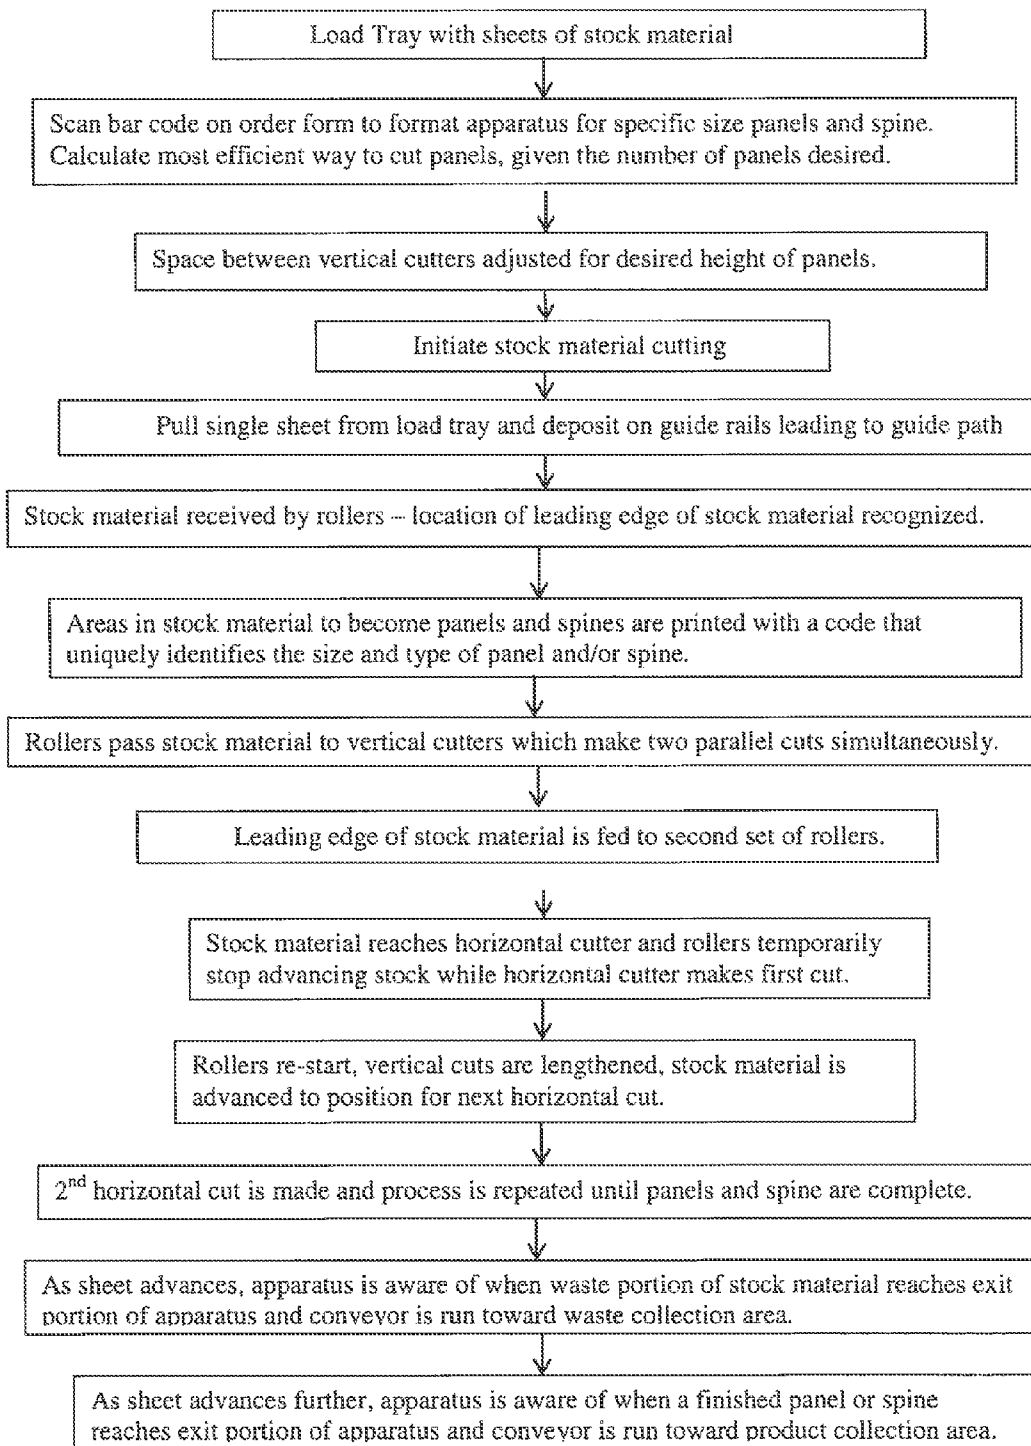 Load Tray with sheets of stock material
Scan bar code on order form to format apparatus for specific size panels and spine.
Calculate most efficient way to cut panels, given the number of panels desired.
Space between vertical cutters adjusted for desired height of panels.
Initiate stock material cutting
Pull single sheet from load tray and deposit on guide rails leading to guide path
Stock material received by rollers – location of leading edge of stock material recognized.
Areas in stock material to become panels and spines are printed with a code that
uniquely identifies the size and type of panel and/or spine.
Rollers pass stock material to vertical cutters which make two parallel cuts simultaneously.
Leading edge of stock material is fed to second set of rollers.
Stock material reaches horizontal cutter and rollers temporarily
stop advancing stock while horizontal cutter makes first cut.
Rollers re-start, vertical cuts are lengthened, stock material is
advanced to position for next horizontal cut.
2nd horizontal cut is made and process is repeated until panels and spine are complete.
As sheet advances, apparatus is aware of when waste portion of stock material reaches exit
portion of apparatus and conveyor is run toward waste collection area.
As sheet advances further, apparatus is aware of when a finished panel or spine
reaches exit portion of apparatus and conveyor is run toward product collection area.